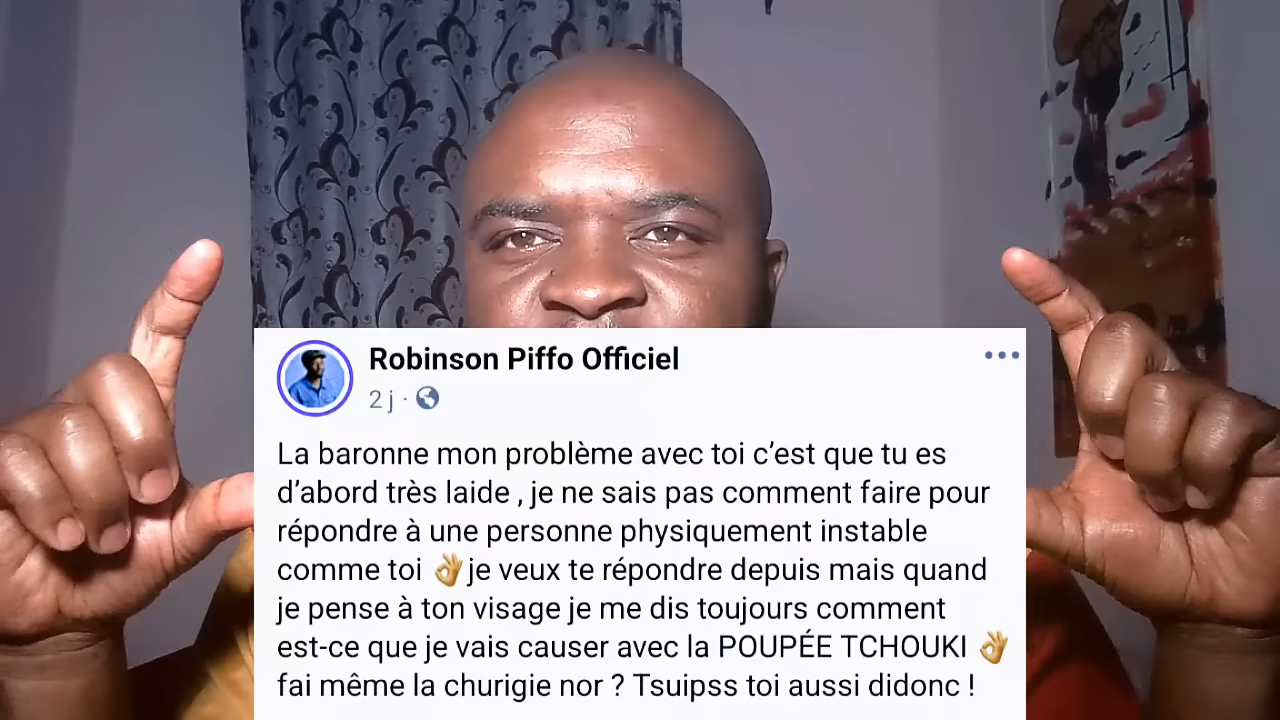 Robinson Piffo Officiel
2 j ·
La baronne mon problème avec toi c’est que tu es
d’abord très laide , je ne sais pas comment faire pour
répondre à une personne physiquement instable
comme toi 👌 je veux te répondre depuis mais quand
je pense à ton visage je me dis toujours comment
est-ce que je vais causer avec la POUPÉE TCHOUKI 👌
fai même la churigie nor ? Tsuipss toi aussi didonc !